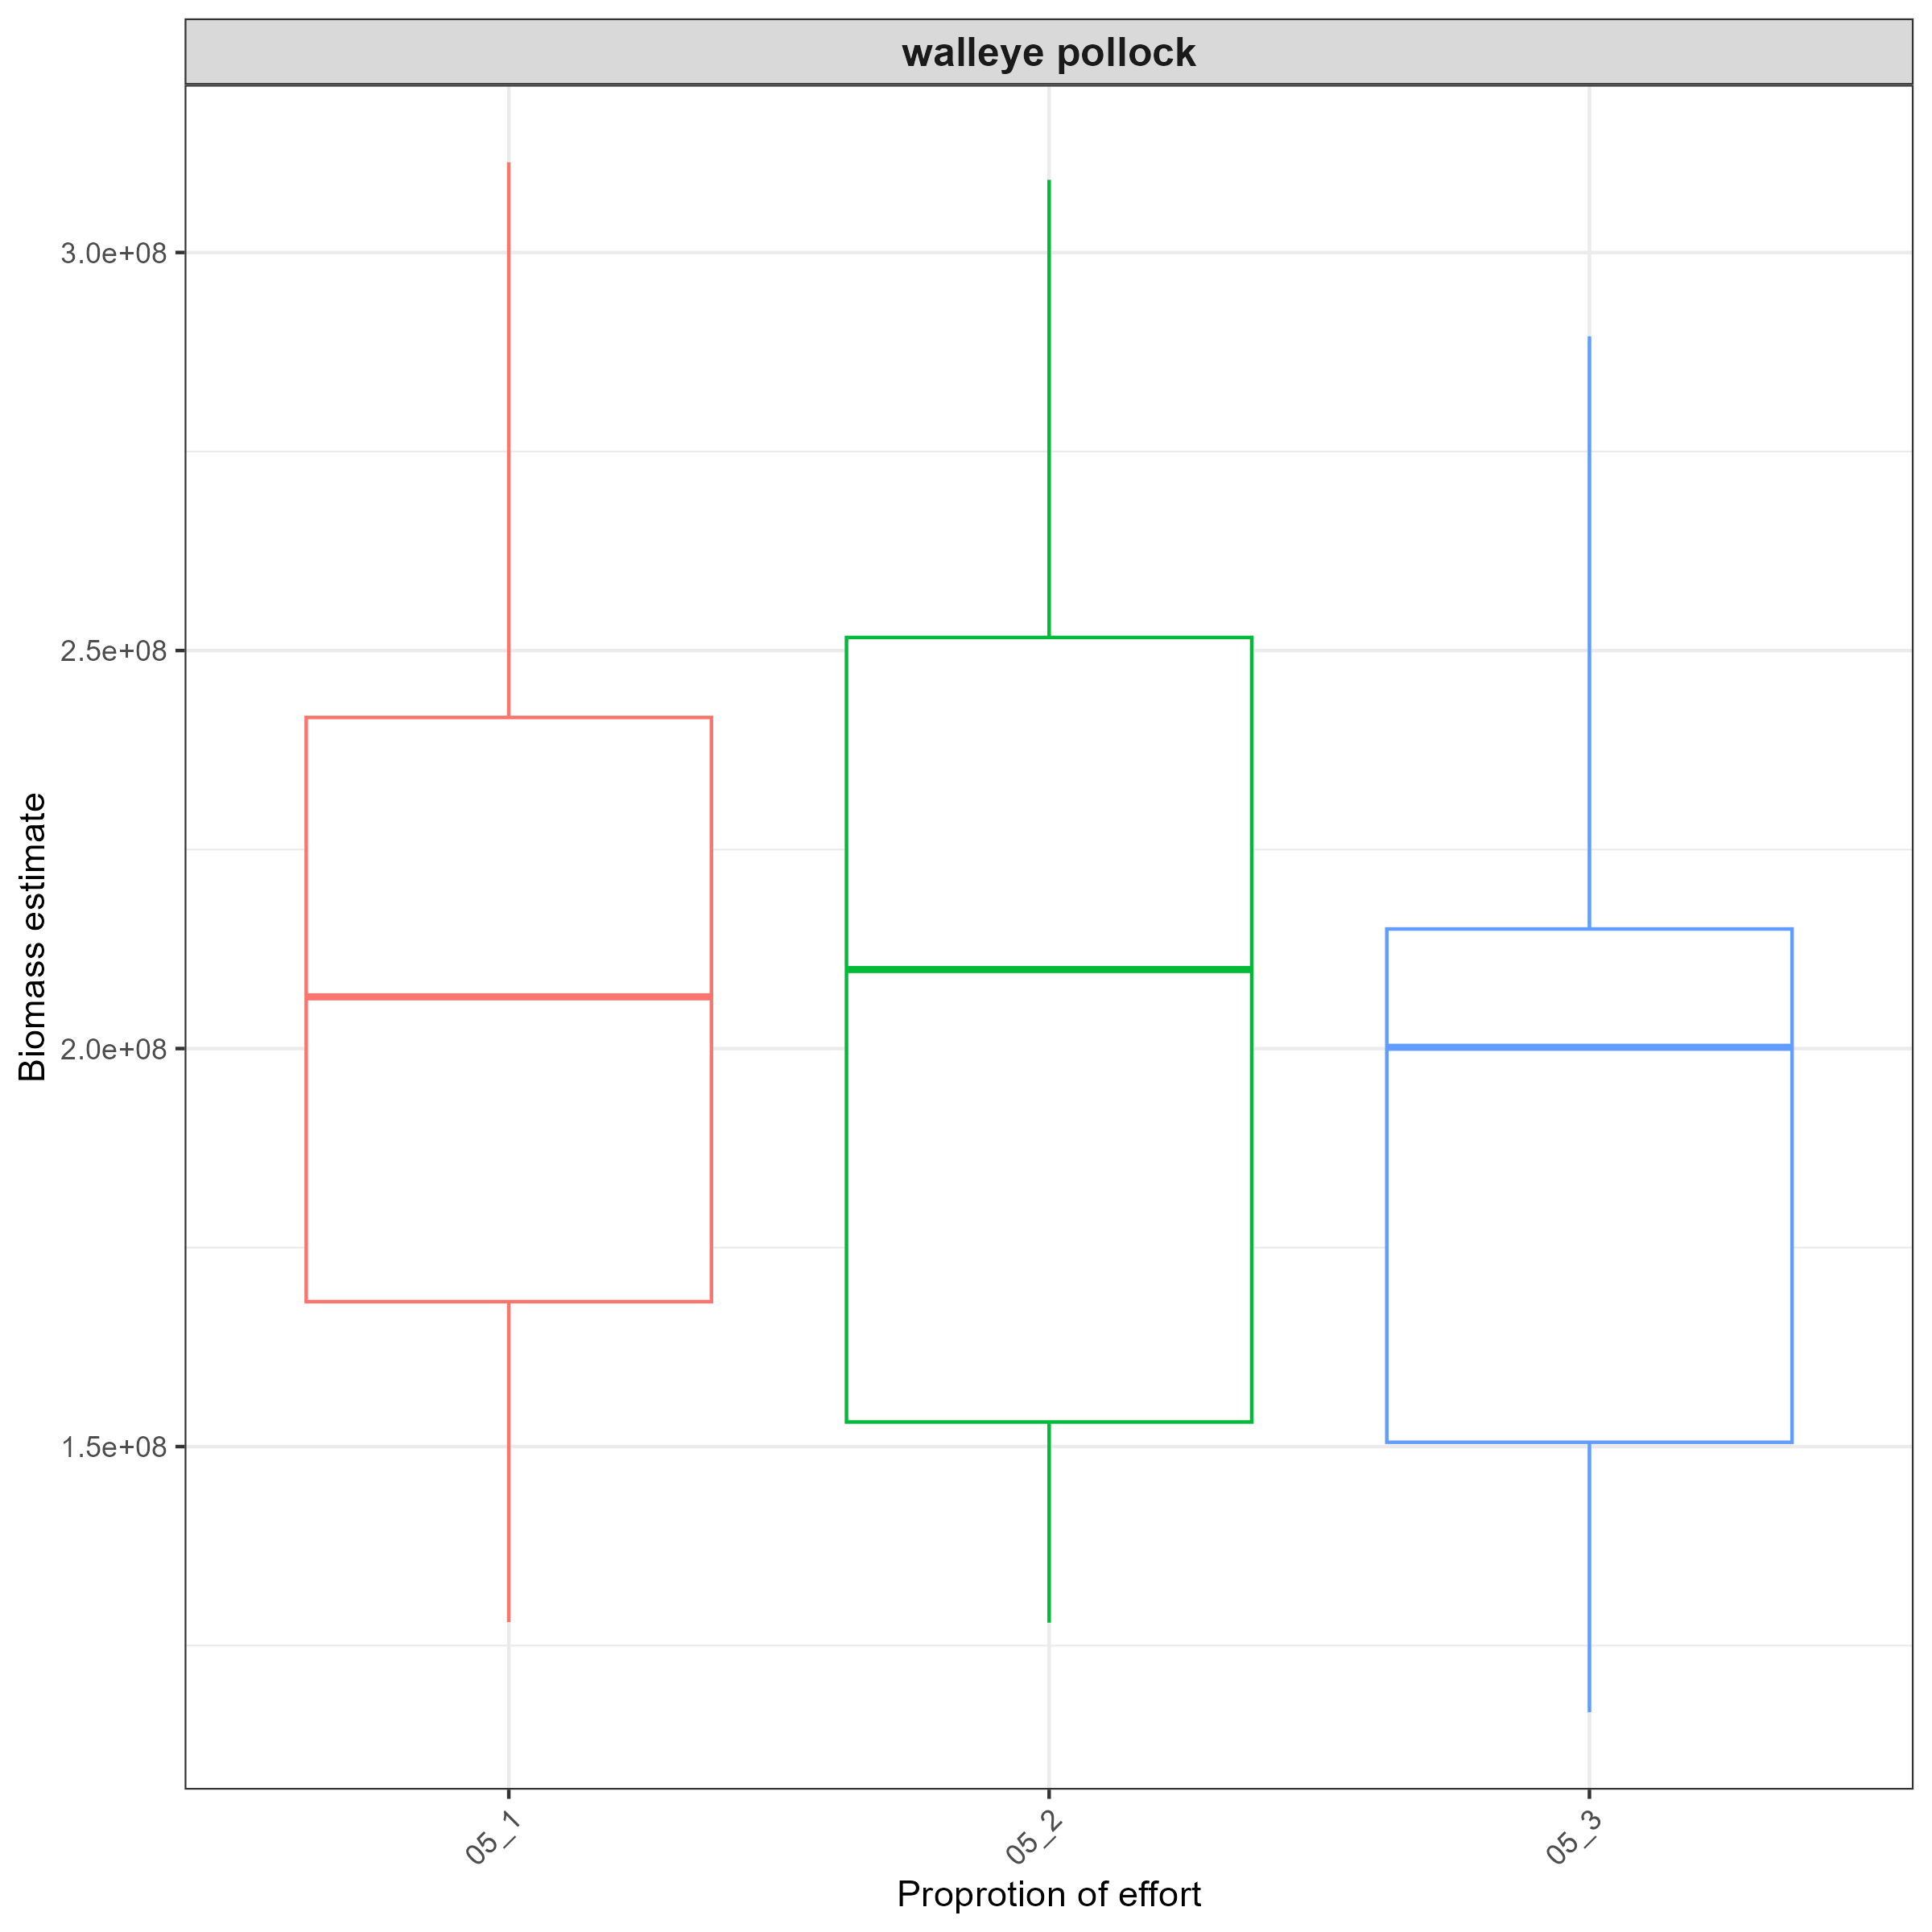 walleye pollock
3.0e+08
2.5e+08
2.0e+08
1.5e+08
Biomass estimate
05_1
05_2
05_3
Proprotion of effort